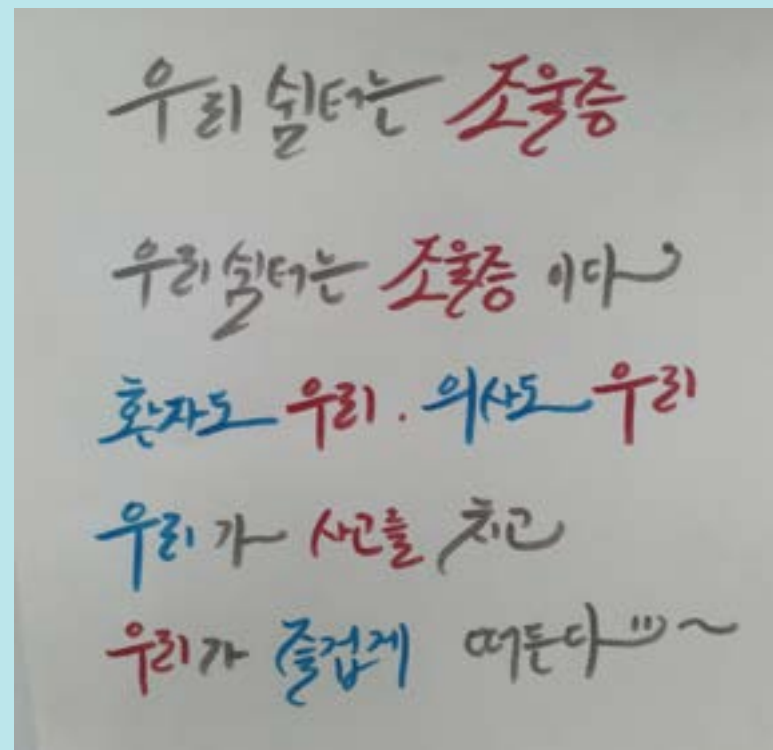 우리 쉼터는 조울증
우리 쉼터는 조울증 이다
환자도 우리. 의사도 우리
우리가 사고를 치고
우리가 즐겁게 떠든다'''~